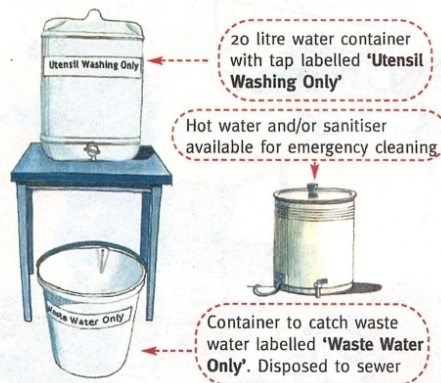 Utensil Washing Only
20 litre water container
with tap labelled ‘Utensil
Washing Only’
Hot water and/or sanitiser
available for emergency cleaning
Waste Water Only
Container to catch waste
water labelled ‘Waste Water
Only’. Disposed to sewer